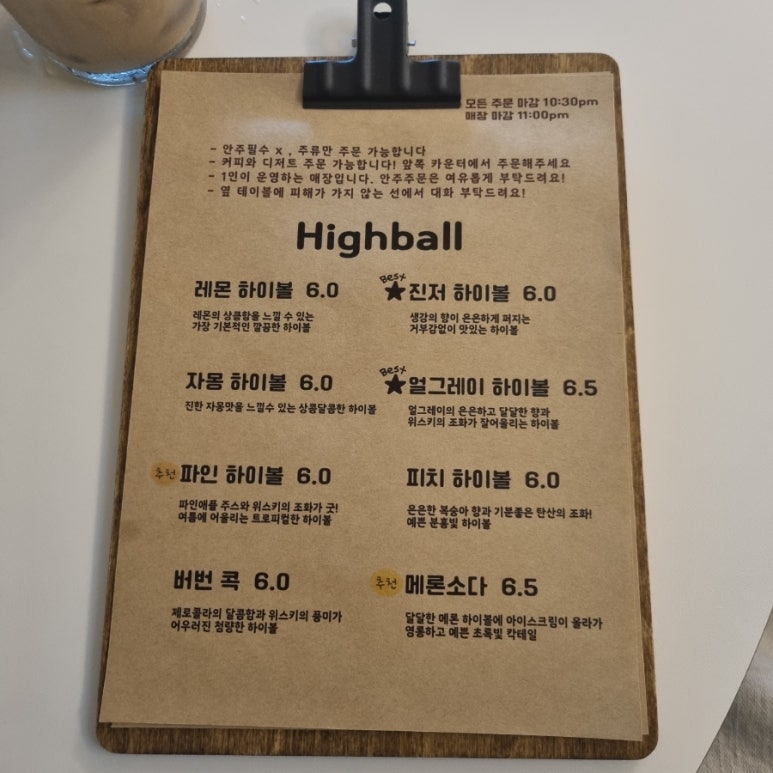 모든 주문 마감 10:30pm
매장 마감 11:00pm
- 안주필수 x , 주류만 주문 가능합니다
- 커피와 디저트 주문 가능합니다! 앞쪽 카운터에서 주문해주세요
- 1인이 운영하는 매장입니다. 안주주문은 여유롭게 부탁드려요!
- 옆 테이블에 피해가 가지 않는 선에서 대화 부탁드려요!
Highball
레몬 하이볼 6.0
레몬의 상큼함을 느낄 수 있는
가장 기본적인 깔끔한 하이볼
Best
★진저 하이볼 6.0
생강의 향이 은은하게 퍼지는
거부감없이 맛있는 하이볼
자몽 하이볼 6.0
진한 자몽맛을 느낄수 있는 상콤달콤한 하이볼
Best
★얼그레이 하이볼 6.5
얼그레이의 은은하고 달달한 향과
위스키의 조화가 잘어울리는 하이볼
추천 파인 하이볼 6.0
파인애플 주스와 위스키의 조화가 굿!
여름에 어울리는 트로피컬한 하이볼
피치 하이볼 6.0
은은한 복숭아 향과 기분좋은 탄산의 조화!
예쁜 분홍빛 하이볼
버번 콕 6.0
제로콜라의 달콤함과 위스키의 풍미가
어우러진 청량한 하이볼
추천 메론소다 6.5
달달한 메론 하이볼에 아이스크림이 올라가
영롱하고 예쁜 초록빛 칵테일